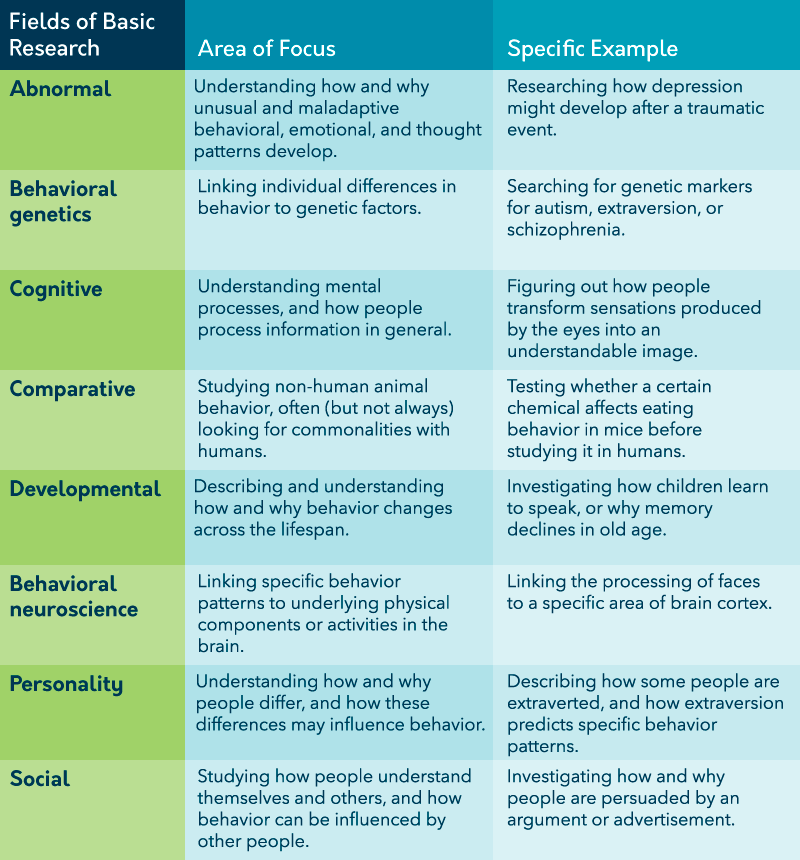 Fields of Basic
Research
Area of Focus
Specific Example
Abnormal
Understanding how and why
unusual and maladaptive
behavioral, emotional, and thought
patterns develop.
Researching how depression
might develop after a traumatic
event.
Behavioral
genetics
Linking individual differences in
behavior to genetic factors.
Searching for genetic markers
for autism, extraversion, or
schizophrenia.
Cognitive
Understanding mental
processes, and how people
process information in general.
Figuring out how people
transform sensations produced
by the eyes into an
understandable image.
Comparative
Studying non-human animal
behavior, often (but not always)
looking for commonalities with
humans.
Testing whether a certain
chemical affects eating
behavior in mice before
studying it in humans.
Developmental
Describing and understanding
how and why behavior changes
across the lifespan.
Investigating how children learn
to speak, or why memory
declines in old age.
Behavioral
neuroscience
Linking specific behavior
patterns to underlying physical
components or activities in the
brain.
Linking the processing of faces
to a specific area of brain cortex.
Personality
Understanding how and why
people differ, and how these
differences may influence behavior.
Describing how some people are
extraverted, and how extraversion
predicts specific behavior
patterns.
Social
Studying how people understand
themselves and others, and how
behavior can be influenced by
other people.
Investigating how and why
people are persuaded by an
argument or advertisement.